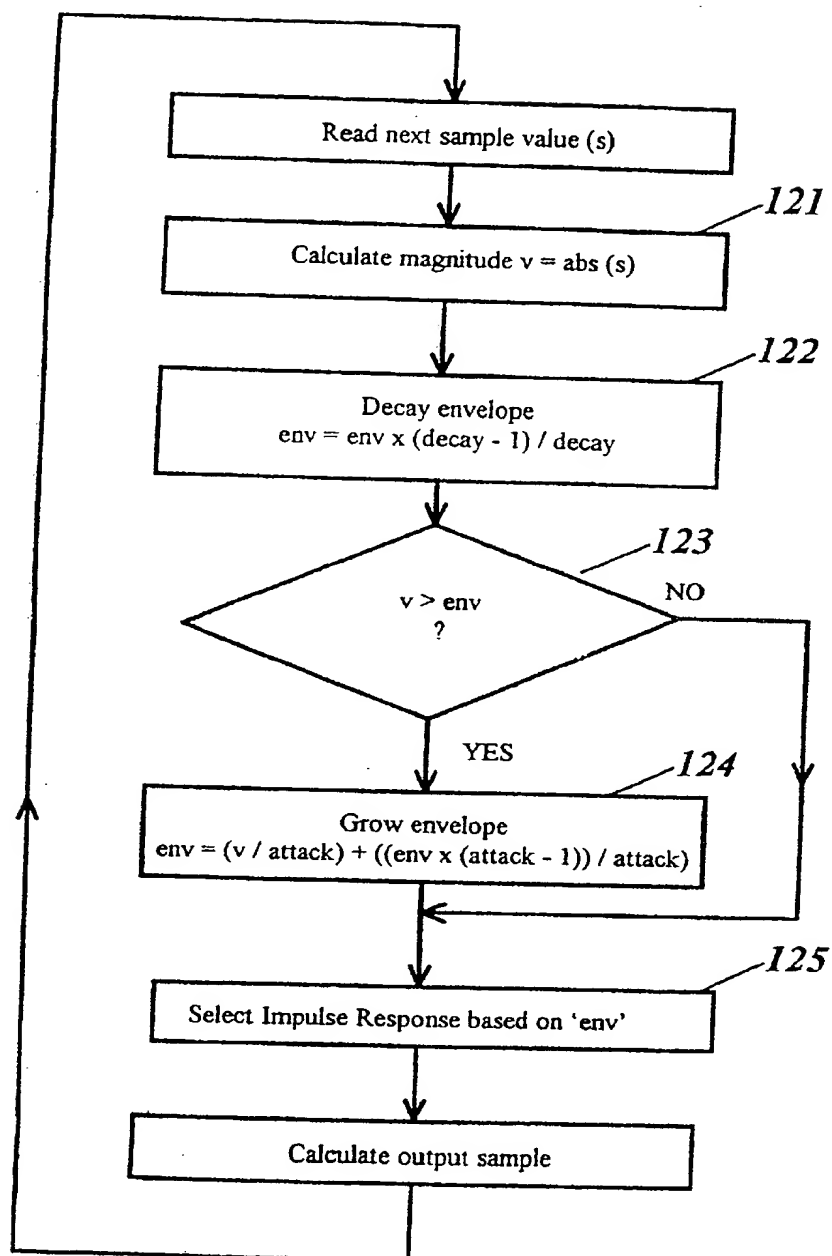 Read next sample value (s)
121
Calculate magnitude v = abs (s)
122
Decay envelope
env = env x (decay - 1) / decay
123
v > env
?
NO
YES
124
Grow envelope
env = (v / attack) + ((env x (attack - 1)) / attack)
125
Select Impulse Response based on ‘env’
Calculate output sample